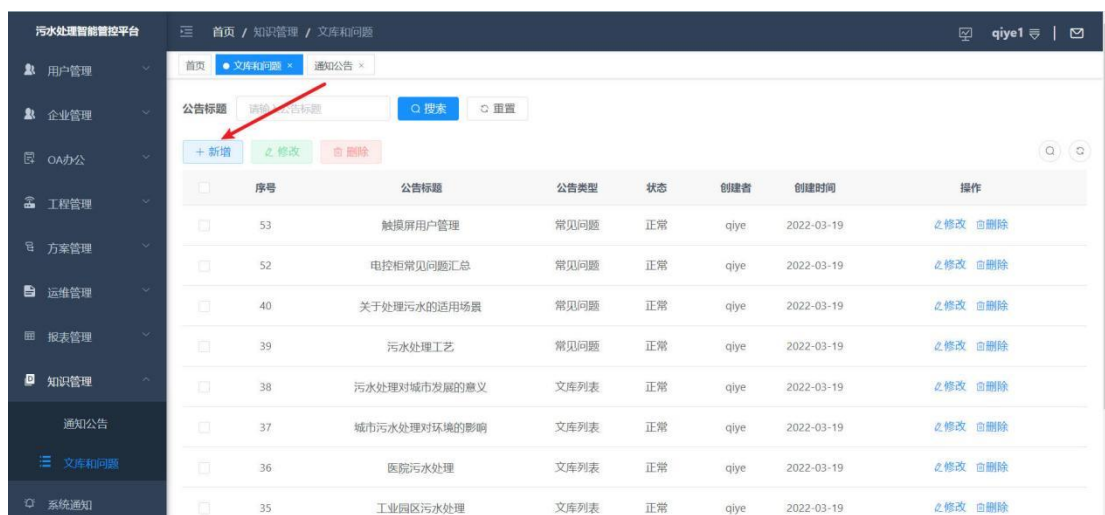 污水处理智能管控平台
首页 / 知识管理 / 文库和问题
qiye1
首页 文库和问题 × 通知公告 ×
用户管理
企业管理
OA办公
工程管理
方案管理
运维管理
报表管理
知识管理
通知公告
文库和问题
系统通知
公告标题 请输入公告标题 搜索 重置
+ 新增 修改 删除
序号 公告标题 公告类型 状态 创建者 创建时间 操作
53 触摸屏用户管理 常见问题 正常 qiye 2022-03-19 修改 删除
52 电控柜常见问题汇总 常见问题 正常 qiye 2022-03-19 修改 删除
40 关于处理污水的适用场景 常见问题 正常 qiye 2022-03-19 修改 删除
39 污水处理工艺 常见问题 正常 qiye 2022-03-19 修改 删除
38 污水处理对城市发展的意义 文库列表 正常 qiye 2022-03-19 修改 删除
37 城市污水处理对环境的影响 文库列表 正常 qiye 2022-03-19 修改 删除
36 医院污水处理 文库列表 正常 qiye 2022-03-19 修改 删除
35 工业园区污水处理 文库列表 正常 qiye 2022-03-19 修改 删除